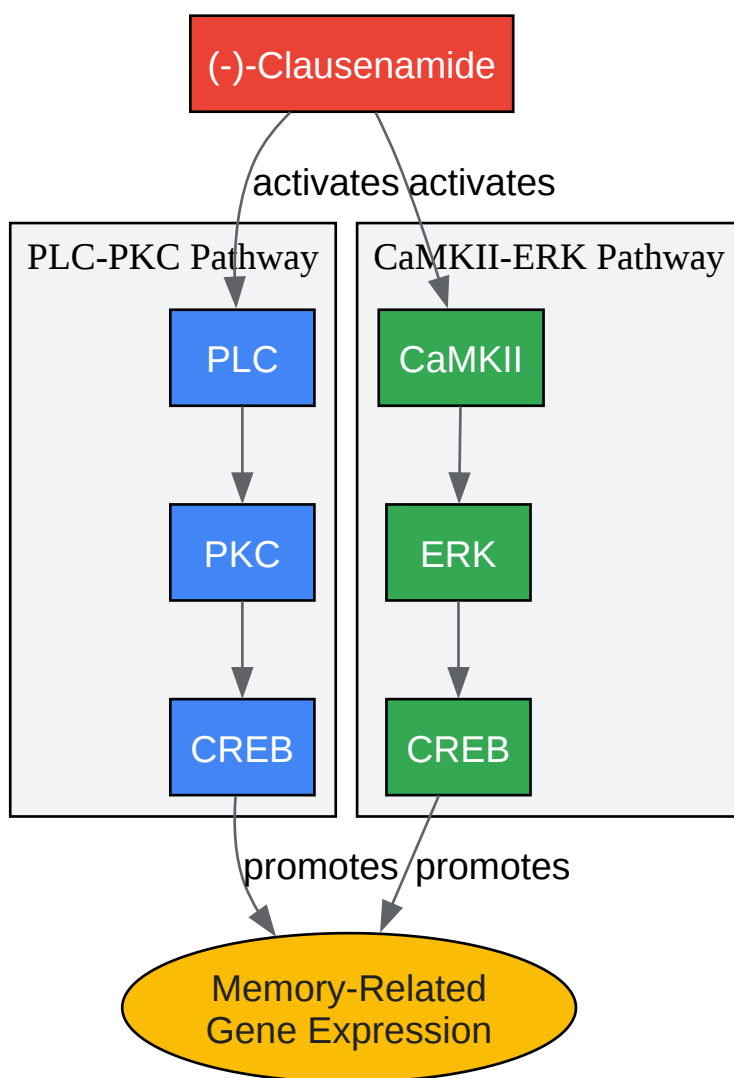 (-)-Clausenamide
activates
activates
PLC-PKC Pathway
CaMKII-ERK Pathway
PLC
CaMKII
PKC
ERK
CREB
CREB
promotes
promotes
Memory-Related
Gene Expression